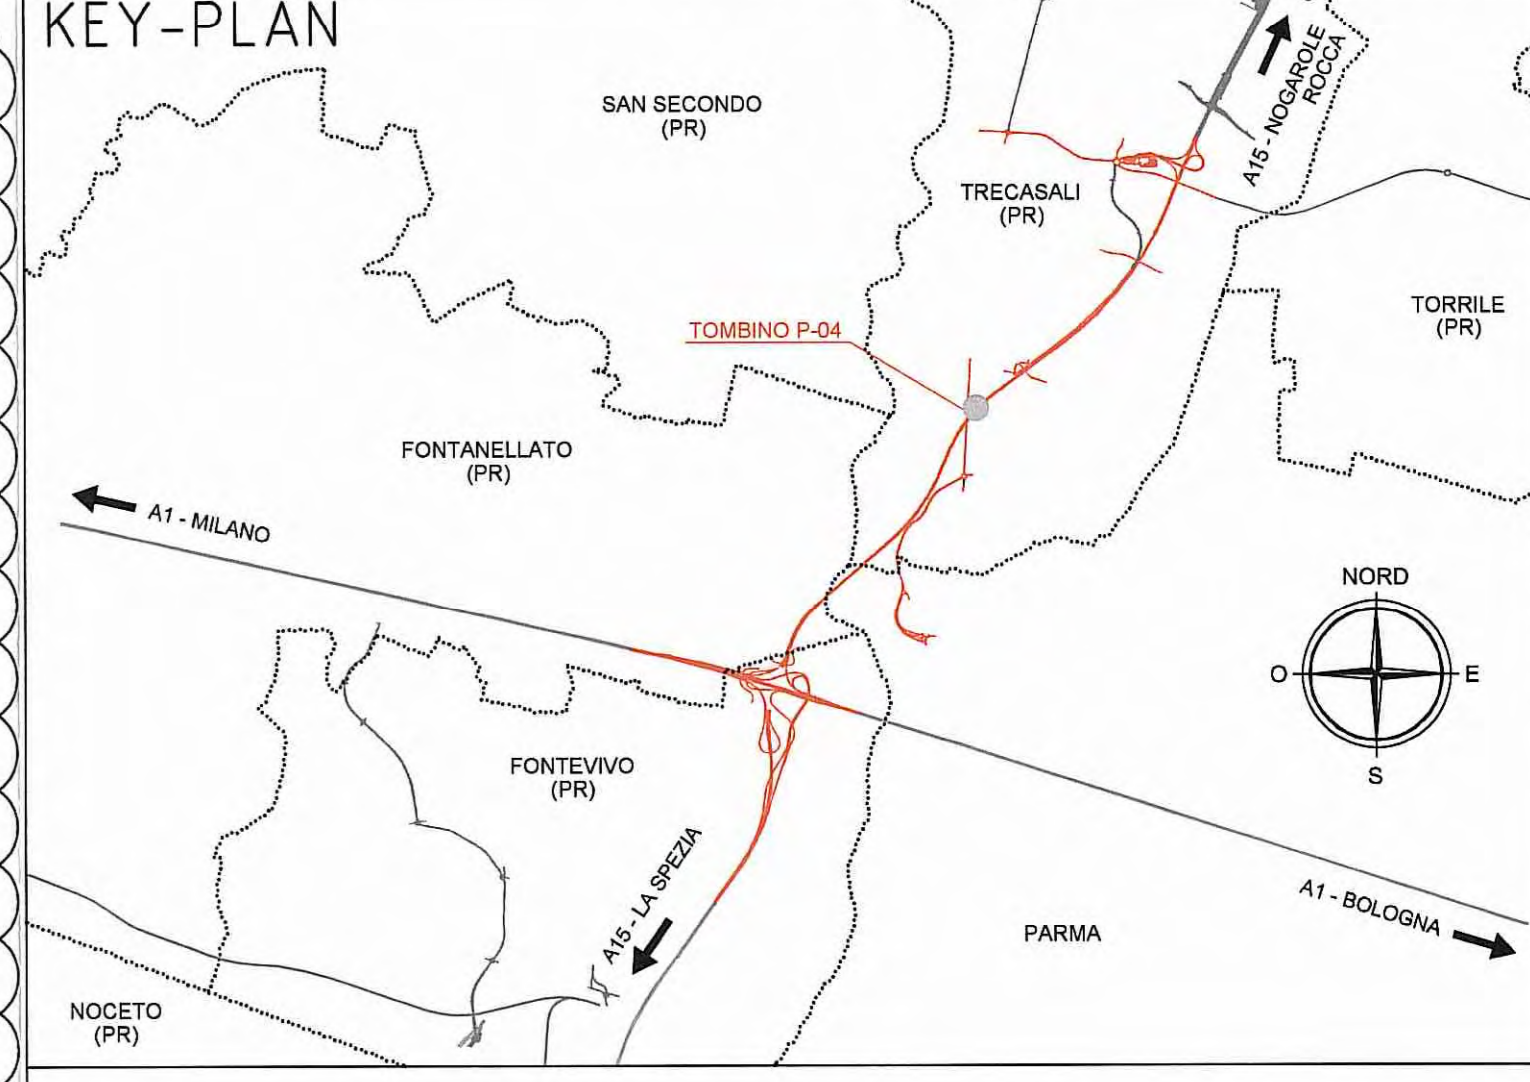 KEY-PLAN
SAN SECONDO
(PR)
A15 - NOGAROLE
ROCCA
TRECASALI
(PR)
TORRILE
(PR)
TOMBINO P-04
FONTANELLATO
(PR)
A1 - MILANO
NORD
O
E
S
FONTEVIVO
(PR)
A15 - LA SPEZIA
A1 - BOLOGNA
PARMA
NOCETO
(PR)